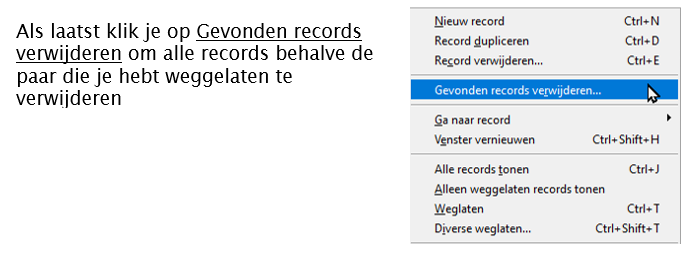 Als laatst klik je op Gevonden records
verwijderen om alle records behalve de
paar die je hebt weggelaten te
verwijderen
Nieuw record Ctrl+N
Record dupliceren Ctrl+D
Record verwijderen... Ctrl+E
Gevonden records verwijderen...
Ga naar record
Venster vernieuwen Ctrl+Shift+H
Alle records tonen Ctrl+J
Alleen weggelaten records tonen
Weglaten Ctrl+T
Diverse weglaten... Ctrl+Shift+T